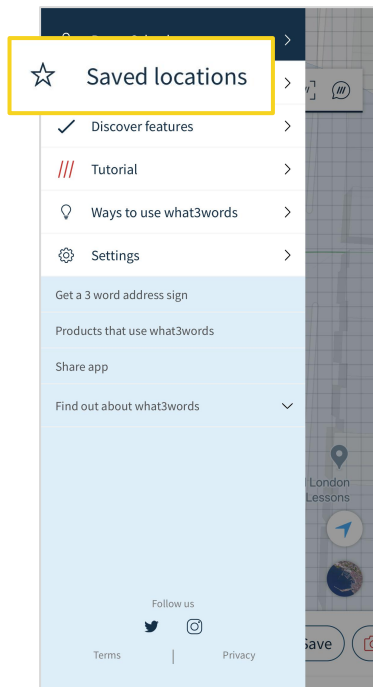 Saved locations
Discover features
Tutorial
Ways to use what3words
Settings
Get a 3 word address sign
Products that use what3words
Share app
Find out about what3words
London
Lessons
Follow us
Save
Terms | Privacy